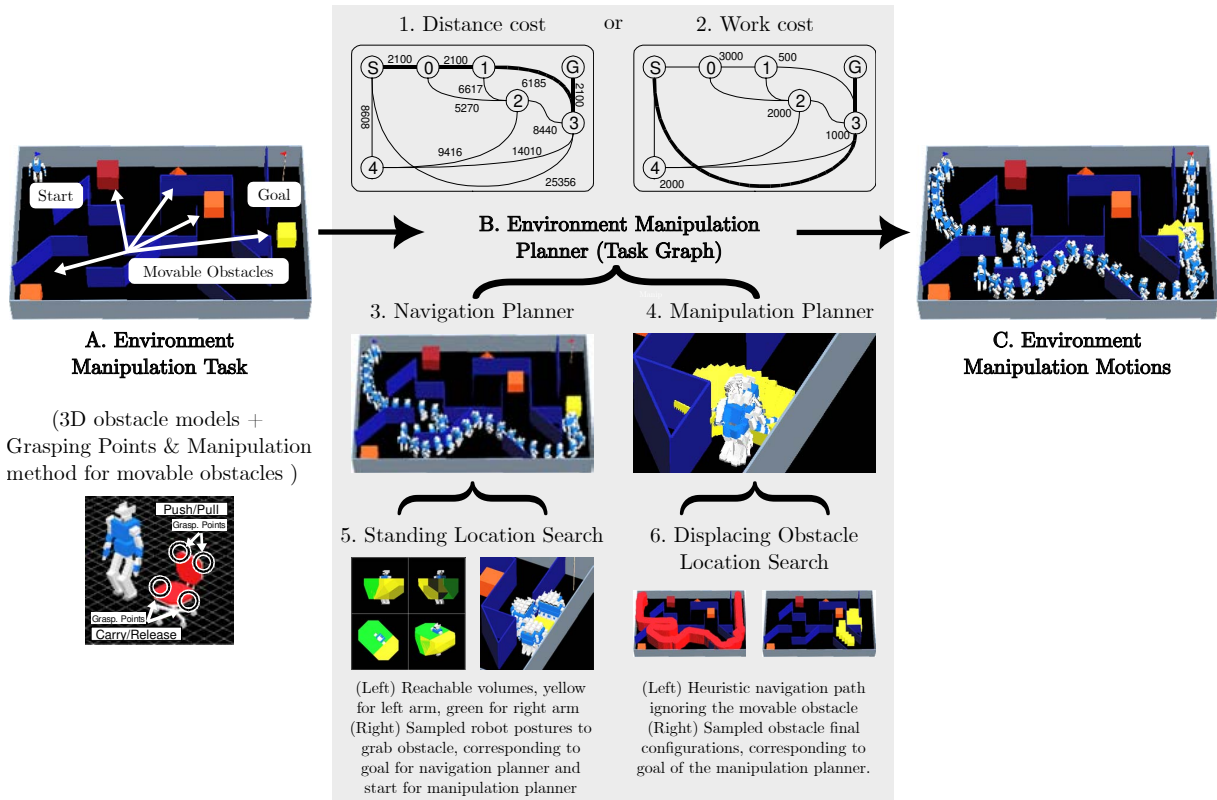 1. Distance cost
or
2. Work cost
S
2100
0
2100
1
G
6617
6185
2100
5270
2
8608
8440
3
9416
14010
4
25356
S
3000
0
1
500
G
2
2000
3
1000
4
2000
Start
Goal
Movable Obstacles
A. Environment
Manipulation Task
(3D obstacle models +
Grasping Points & Manipulation
method for movable obstacles )
Push/Pull
Grasp. Points
Grasp. Points
Carry/Release
B. Environment Manipulation
Planner (Task Graph)
3. Navigation Planner
4. Manipulation Planner
5. Standing Location Search
(Left) Reachable volumes, yellow
for left arm, green for right arm
(Right) Sampled robot postures to
grab obstacle, corresponding to
goal for navigation planner and
start for manipulation planner
6. Displacing Obstacle
Location Search
(Left) Heuristic navigation path
ignoring the movable obstacle
(Right) Sampled obstacle final
configurations, corresponding to
goal of the manipulation planner.
C. Environment
Manipulation Motions